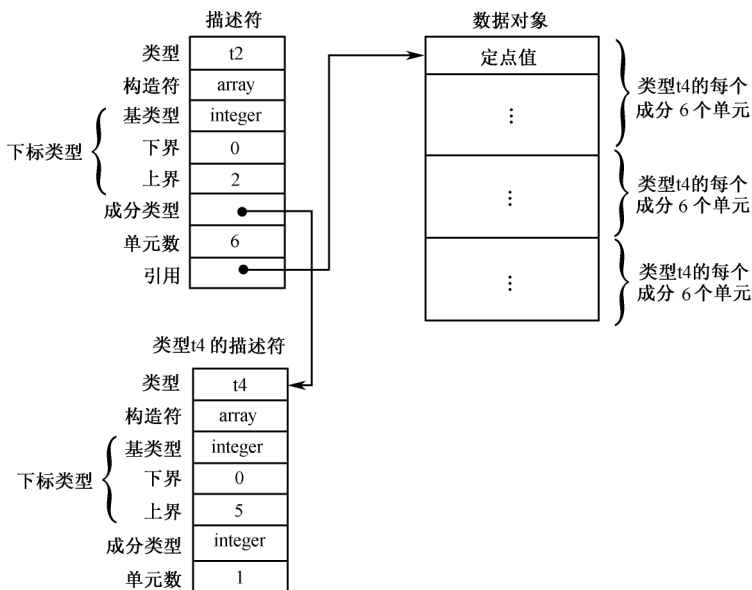 描述符
类型 t2
构造符 array
下标类型
基类型 integer
下界 0
上界 2
成分类型
单元数 6
引用
数据对象
定点值
⋮
⋮
⋮
类型t4的每个
成分 6个单元
类型t4的每个
成分 6个单元
类型t4的每个
成分 6个单元
类型t4 的描述符
类型 t4
构造符 array
下标类型
基类型 integer
下界 0
上界 5
成分类型 integer
单元数 1